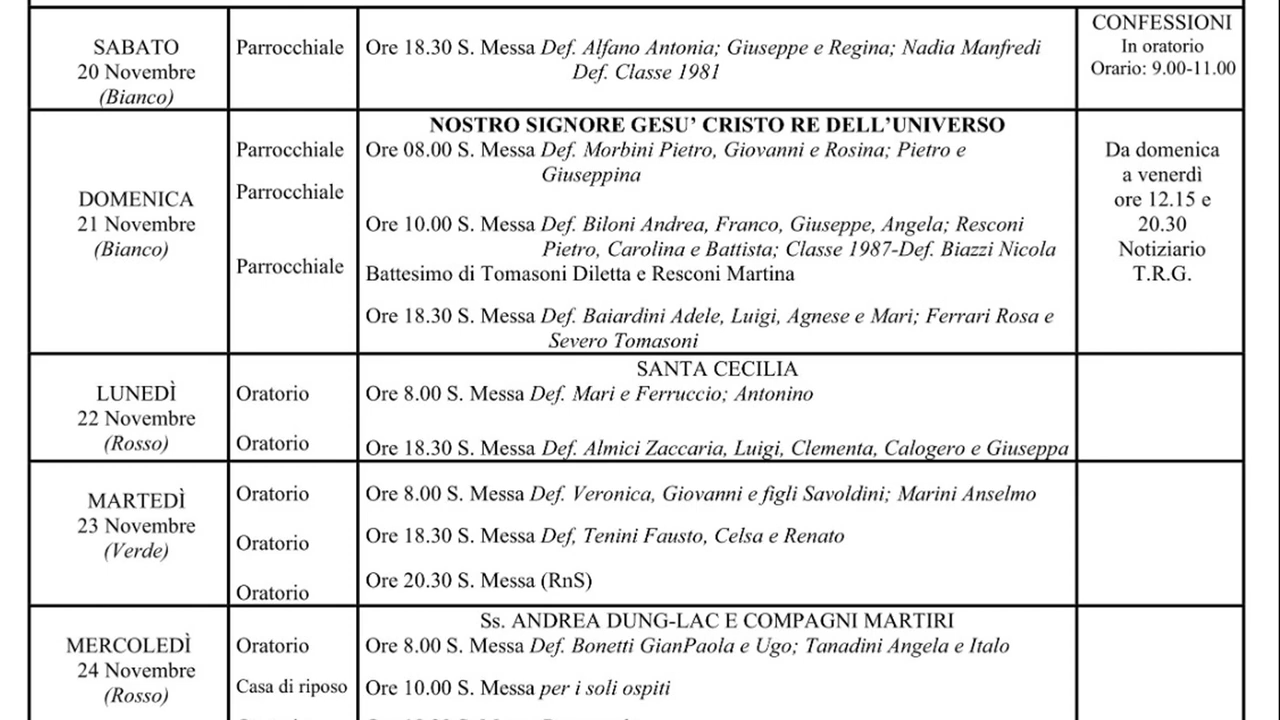 SABATO
20 Novembre
(Bianco)
Parrocchiale
Ore 18.30 S. Messa Def. Alfano Antonia; Giuseppe e Regina; Nadia Manfredi
Def. Classe 1981
CONFESSIONI
In oratorio
Orario: 9.00-11.00
DOMENICA
21 Novembre
(Bianco)
Parrocchiale
Parrocchiale
Parrocchiale
NOSTRO SIGNORE GESU’ CRISTO RE DELL’UNIVERSO
Ore 08.00 S. Messa Def. Morbini Pietro, Giovanni e Rosina; Pietro e
Giuseppina
Ore 10.00 S. Messa Def. Biloni Andrea, Franco, Giuseppe, Angela; Resconi
Pietro, Carolina e Battista; Classe 1987-Def. Biazzi Nicola
Battesimo di Tomasoni Diletta e Resconi Martina
Ore 18.30 S. Messa Def. Baiardini Adele, Luigi, Agnese e Mari; Ferrari Rosa e
Severo Tomasoni
Da domenica
a venerdì
ore 12.15 e
20.30
Notiziario
T.R.G.
LUNEDÌ
22 Novembre
(Rosso)
Oratorio
Oratorio
SANTA CECILIA
Ore 8.00 S. Messa Def. Mari e Ferruccio; Antonino
Ore 18.30 S. Messa Def. Almici Zaccaria, Luigi, Clementa, Calogero e Giuseppa
MARTEDÌ
23 Novembre
(Verde)
Oratorio
Oratorio
Oratorio
Ore 8.00 S. Messa Def. Veronica, Giovanni e figli Savoldini; Marini Anselmo
Ore 18.30 S. Messa Def, Tenini Fausto, Celsa e Renato
Ore 20.30 S. Messa (RnS)
MERCOLEDÌ
24 Novembre
(Rosso)
Oratorio
Casa di riposo
Ss. ANDREA DUNG-LAC E COMPAGNI MARTIRI
Ore 8.00 S. Messa Def. Bonetti GianPaola e Ugo; Tanadini Angela e Italo
Ore 10.00 S. Messa per i soli ospiti